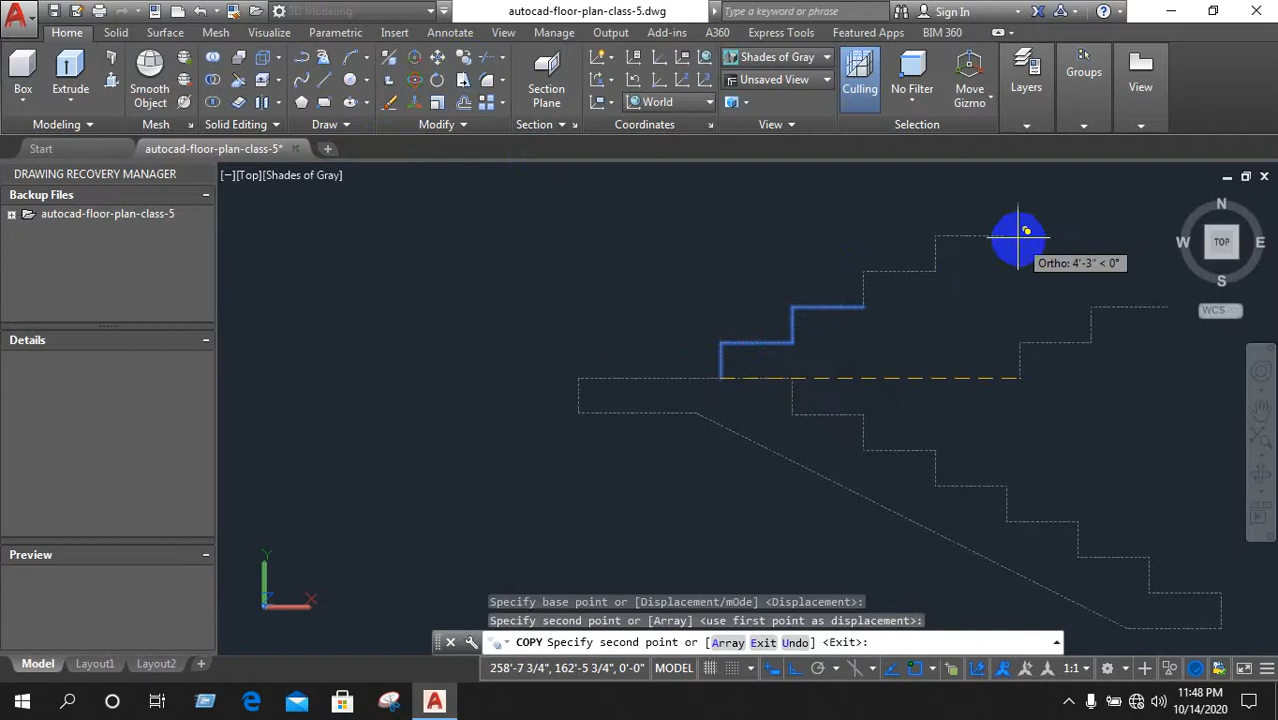 3D Modeling
autocad-floor-plan-class-5.dwg
Type a keyword or phrase
Sign In
Home Solid Surface Mesh Visualize Parametric Insert Annotate View Manage Output Add-ins A360 Express Tools Featured Apps BIM 360
Box
Extrude
Smooth Object
Section Plane
Shades of Gray
Unsaved View
World
Culling
No Filter
Move Gizmo
Layers
Groups
View
Modeling
Mesh
Solid Editing
Draw
Modify
Section
Coordinates
View
Selection
Start
autocad-floor-plan-class-5*
DRAWING RECOVERY MANAGER
[−][Top][Shades of Gray]
Backup Files
autocad-floor-plan-class-5
Details
Preview
N
W TOP E
S
WCS
Ortho: 4'-3" < 0°
Y
X
Specify base point or [Displacement/mOde] <Displacement>:
Specify second point or [Array] <use first point as displacement>:
COPY Specify second point or [Array Exit Undo] <Exit>:
Model Layout1 Layout2
258'-7 3/4", 162'-5 3/4", 0'-0" MODEL
1:1
11:48 PM
10/14/2020